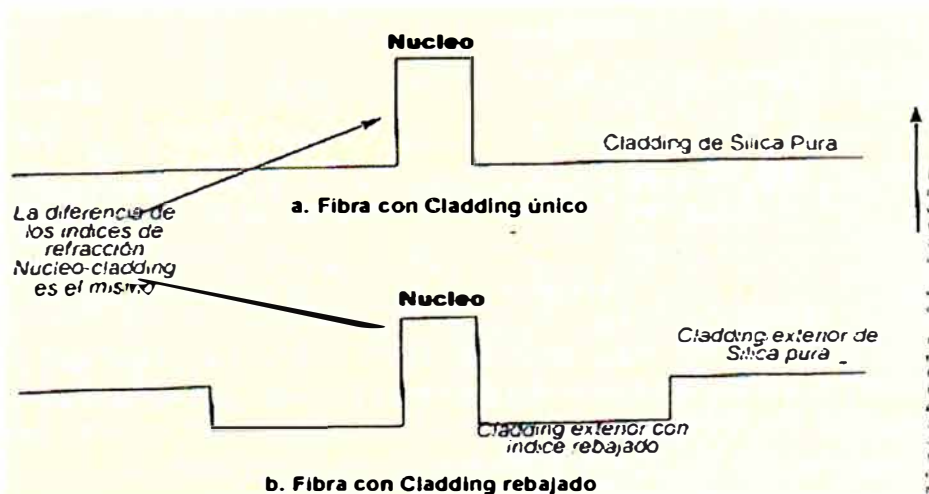 Nucleo
Cladding de Silica Pura
a. Fibra con Cladding único
La diferencia de
los indices de
refracción
Nucleo-cladding
es el mismo
Nucleo
Cladding exterior de
Silica pura
Cladding exterior con
indice rebajado
b. Fibra con Cladding rebajado